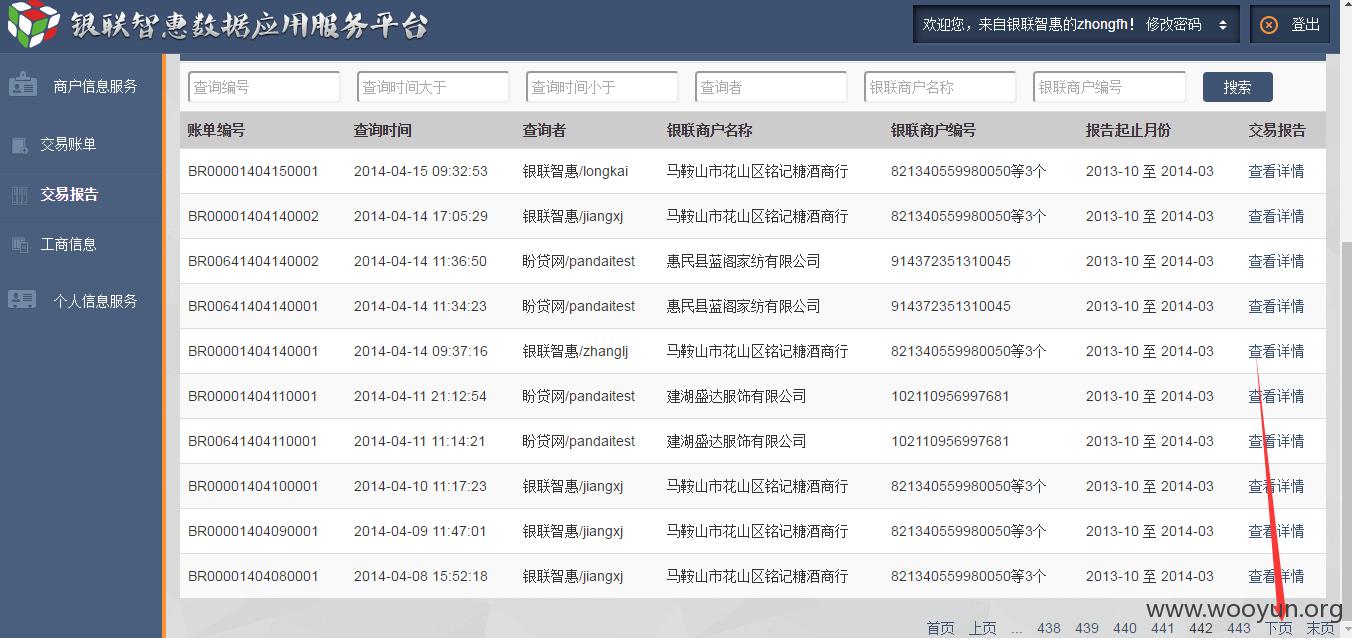 银联智惠数据应用服务平台
欢迎您，来自银联智惠的zhongfh！ 修改密码 登出
商户信息服务
交易账单
交易报告
工商信息
个人信息服务
查询编号 查询时间大于 查询时间小于 查询者 银联商户名称 银联商户编号 搜索
账单编号 查询时间 查询者 银联商户名称 银联商户编号 报告起止月份 交易报告
BR00001404150001 2014-04-15 09:32:53 银联智惠/longkai 马鞍山市花山区铭记糖酒商行 821340559980050等3个 2013-10 至 2014-03 查看详情
BR00001404140002 2014-04-14 17:05:29 银联智惠/jiangxj 马鞍山市花山区铭记糖酒商行 821340559980050等3个 2013-10 至 2014-03 查看详情
BR00641404140002 2014-04-14 11:36:50 盼贷网/pandaitest 惠民县蓝阁家纺有限公司 914372351310045 2013-10 至 2014-03 查看详情
BR00641404140001 2014-04-14 11:34:23 盼贷网/pandaitest 惠民县蓝阁家纺有限公司 914372351310045 2013-10 至 2014-03 查看详情
BR00001404140001 2014-04-14 09:37:16 银联智惠/zhanglj 马鞍山市花山区铭记糖酒商行 821340559980050等3个 2013-10 至 2014-03 查看详情
BR00001404110001 2014-04-11 21:12:54 盼贷网/pandaitest 建湖盛达服饰有限公司 102110956997681 2013-10 至 2014-03 查看详情
BR00641404110001 2014-04-11 11:14:21 盼贷网/pandaitest 建湖盛达服饰有限公司 102110956997681 2013-10 至 2014-03 查看详情
BR00001404100001 2014-04-10 11:17:23 银联智惠/jiangxj 马鞍山市花山区铭记糖酒商行 821340559980050等3个 2013-10 至 2014-03 查看详情
BR00001404090001 2014-04-09 11:47:01 银联智惠/jiangxj 马鞍山市花山区铭记糖酒商行 821340559980050等3个 2013-10 至 2014-03 查看详情
BR00001404080001 2014-04-08 15:52:18 银联智惠/jiangxj 马鞍山市花山区铭记糖酒商行 821340559980050等3个 2013-10 至 2014-03 查看详情
www.wooyun.org
首页 上页 ... 438 439 440 441 442 443 下页 末页